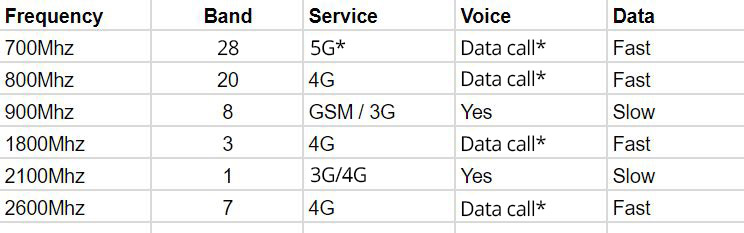 Frequency Band Service Voice Data
700Mhz 28 5G* Data call* Fast
800Mhz 20 4G Data call* Fast
900Mhz 8 GSM / 3G Yes Slow
1800Mhz 3 4G Data call* Fast
2100Mhz 1 3G/4G Yes Slow
2600Mhz 7 4G Data call* Fast